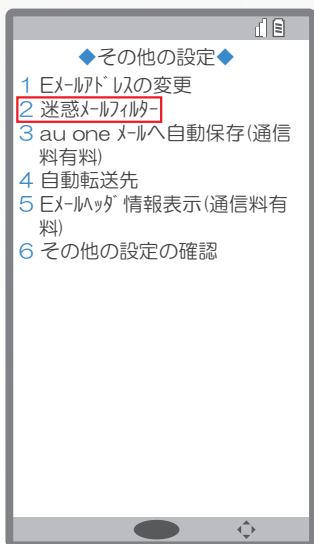 ◆その他の設定◆
1 Eﾒｰﾙｱﾄﾞﾚｽの変更
2 迷惑ﾒｰﾙﾌｨﾙﾀｰ
3 au one ﾒｰﾙへ自動保存(通信
料有料)
4 自動転送先
5 Eﾒｰﾙﾍｯﾀﾞ情報表示(通信料有
料)
6 その他の設定の確認